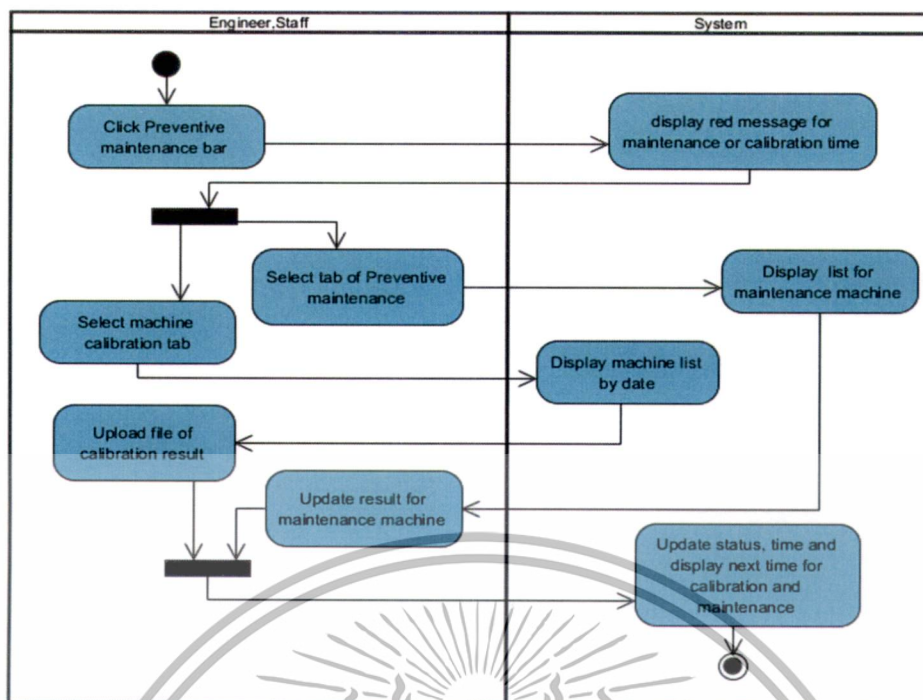 Engineer,Staff
System
Click Preventive
maintenance bar
display red message for
maintenance or calibration time
Select tab of Preventive
maintenance
Display list for
maintenance machine
Select machine
calibration tab
Display machine list
by date
Upload file of
calibration result
Update result for
maintenance machine
Update status, time and
display next time for
calibration and
maintenance